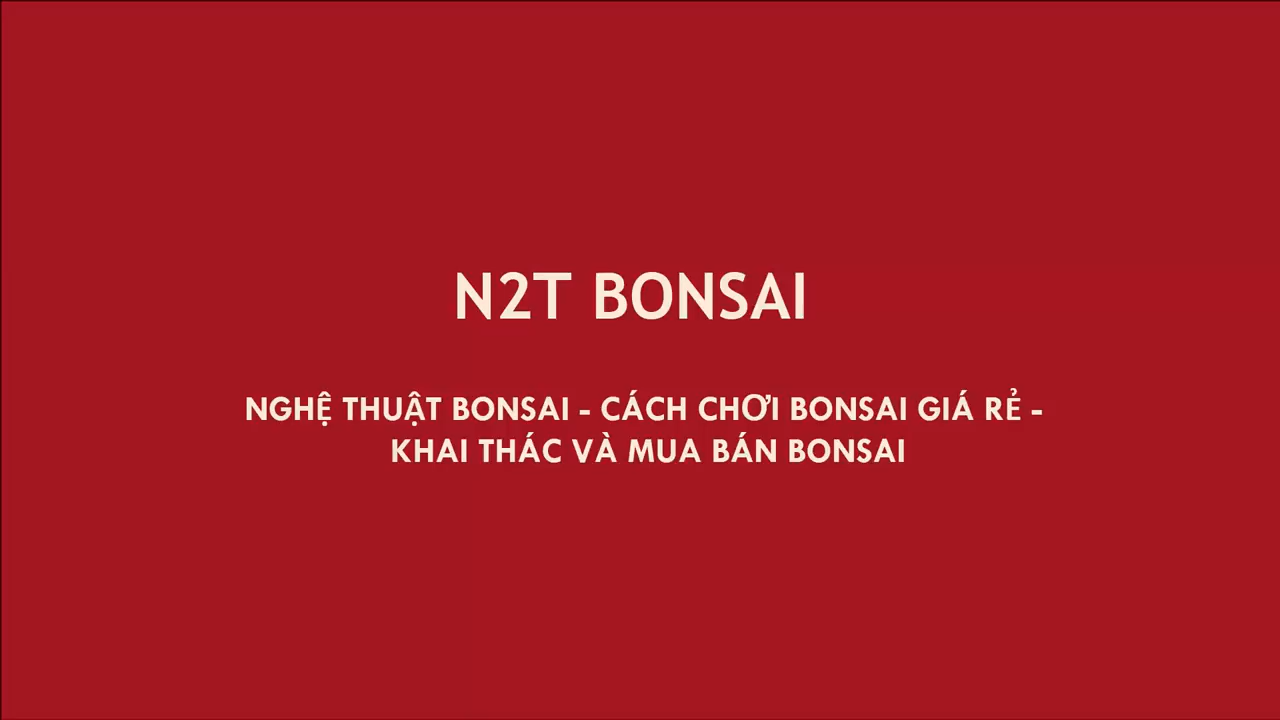 N2T BONSAI
NGHỆ THUẬT BONSAI - CÁCH CHƠI BONSAI GIÁ RẺ -
KHAI THÁC VÀ MUA BÁN BONSAI